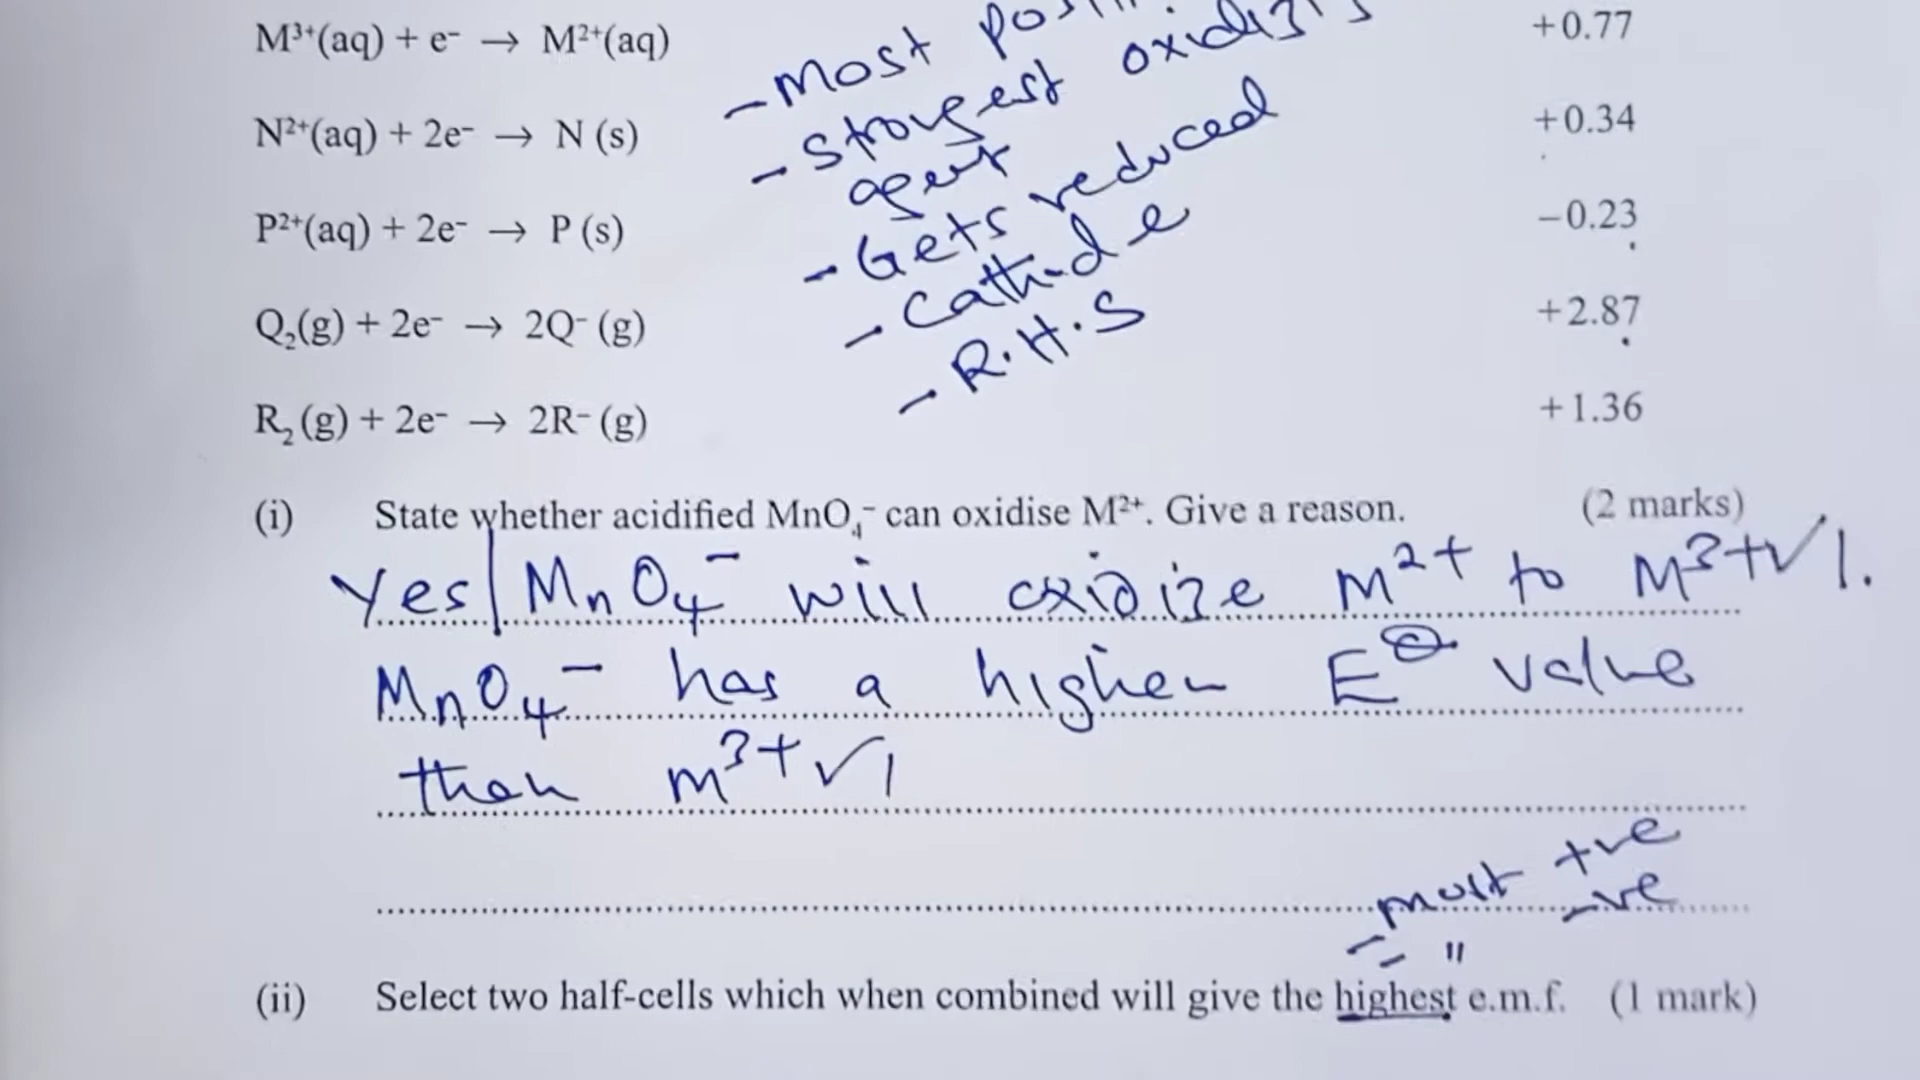 M³⁺(aq) + e⁻ → M²⁺(aq) +0.77
- Most
- Strongest
agent
N²⁺(aq) + 2e⁻ → N (s) +0.34
- Gets reduced
P²⁺(aq) + 2e⁻ → P (s) −0.23
- Cathode
Q₂(g) + 2e⁻ → 2Q⁻ (g) +2.87
- R.H.S
R₂ (g) + 2e⁻ → 2R⁻ (g) +1.36
(i) State whether acidified MnO₄⁻ can oxidise M²⁺. Give a reason. (2 marks)
Yes/ MnO₄⁻ will oxidize M²⁺ to M³⁺ ✓1.
MnO₄⁻ has a higher E^⊖ value
than M³⁺ ✓1
- most +ve
- " -ve
(ii) Select two half-cells which when combined will give the highest e.m.f. (1 mark)